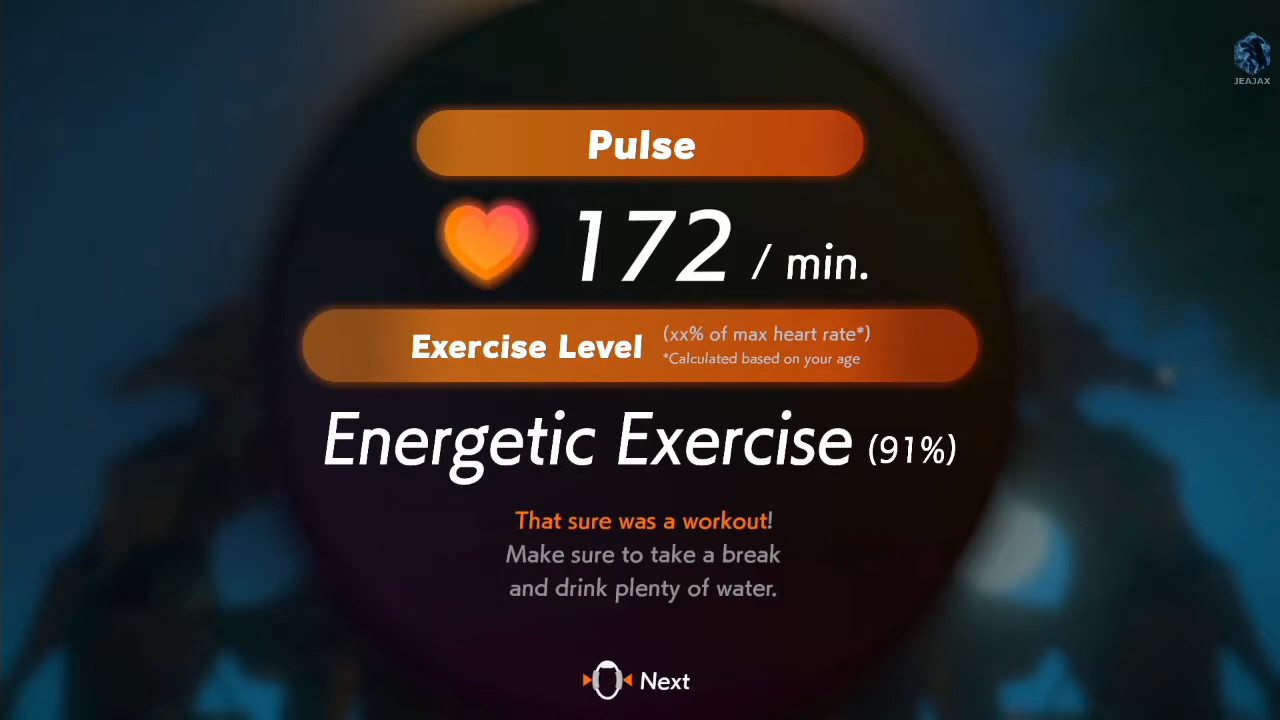 JEAJAX
Pulse
172 / min.
Exercise Level (xx% of max heart rate*)
*Calculated based on your age
Energetic Exercise (91%)
That sure was a workout!
Make sure to take a break
and drink plenty of water.
Next